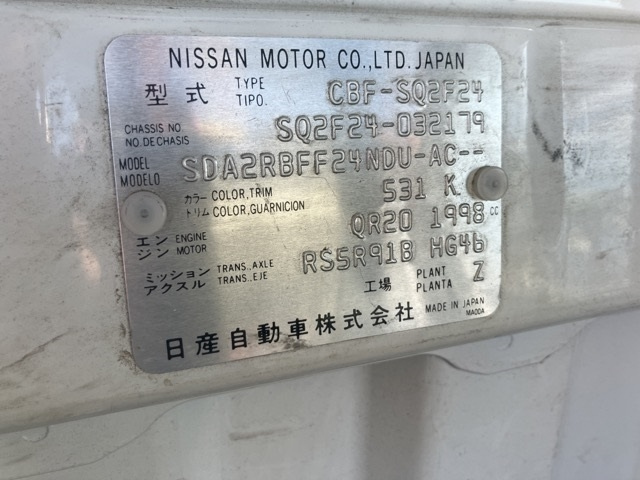 NISSAN MOTOR CO.,LTD. JAPAN
型式 TYPE TIPO. CBF-SQ2F24
CHASSIS NO. NO. DE CHASIS SQ2F24-032179
MODEL MODELO SDA2RBFF24NDU-AC--
カラー COLOR, TRIM トリム COLOR, GUARNICION 531 K
エンジン ENGINE MOTOR QR20 1998 cc
ミッション アクスル TRANS., AXLE TRANS., EJE RS5R91B HG46
工場 PLANT PLANTA Z
日産自動車株式会社 MADE IN JAPAN
MA00A